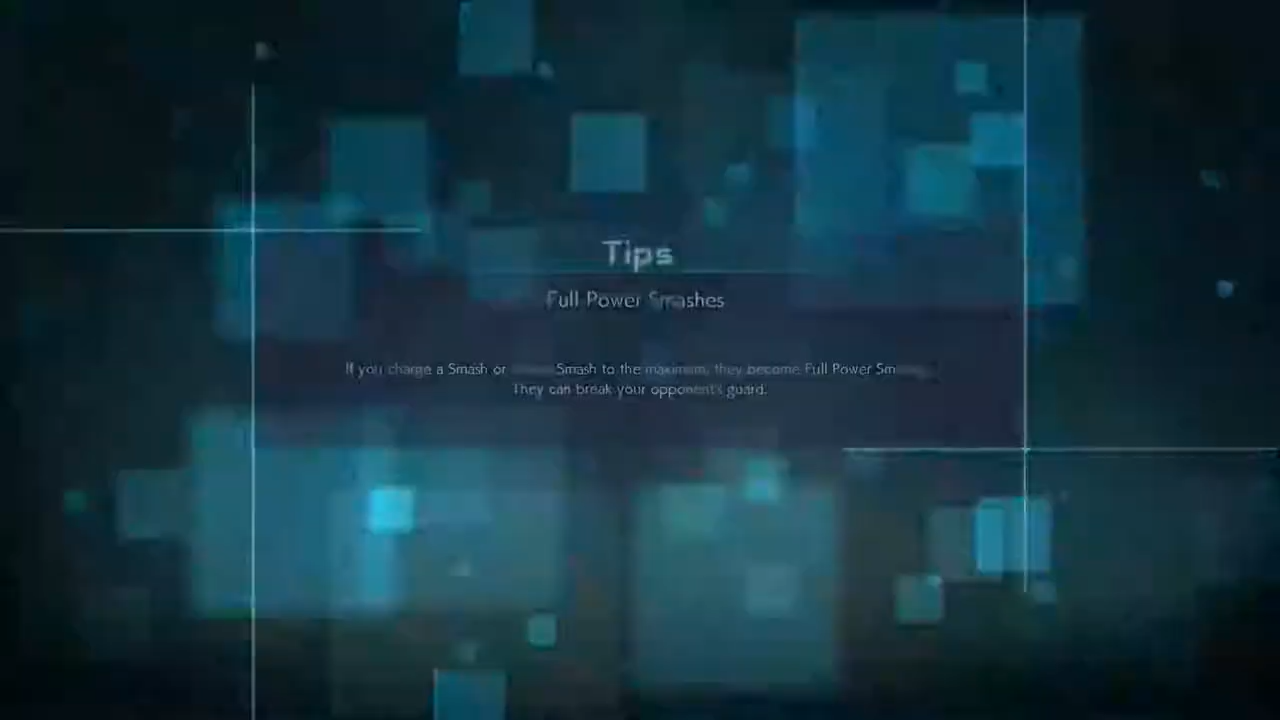 Tips
Full Power Smashes
If you charge a Smash or Smash to the maximum, they become Full Power
They can break your opponent's guard.